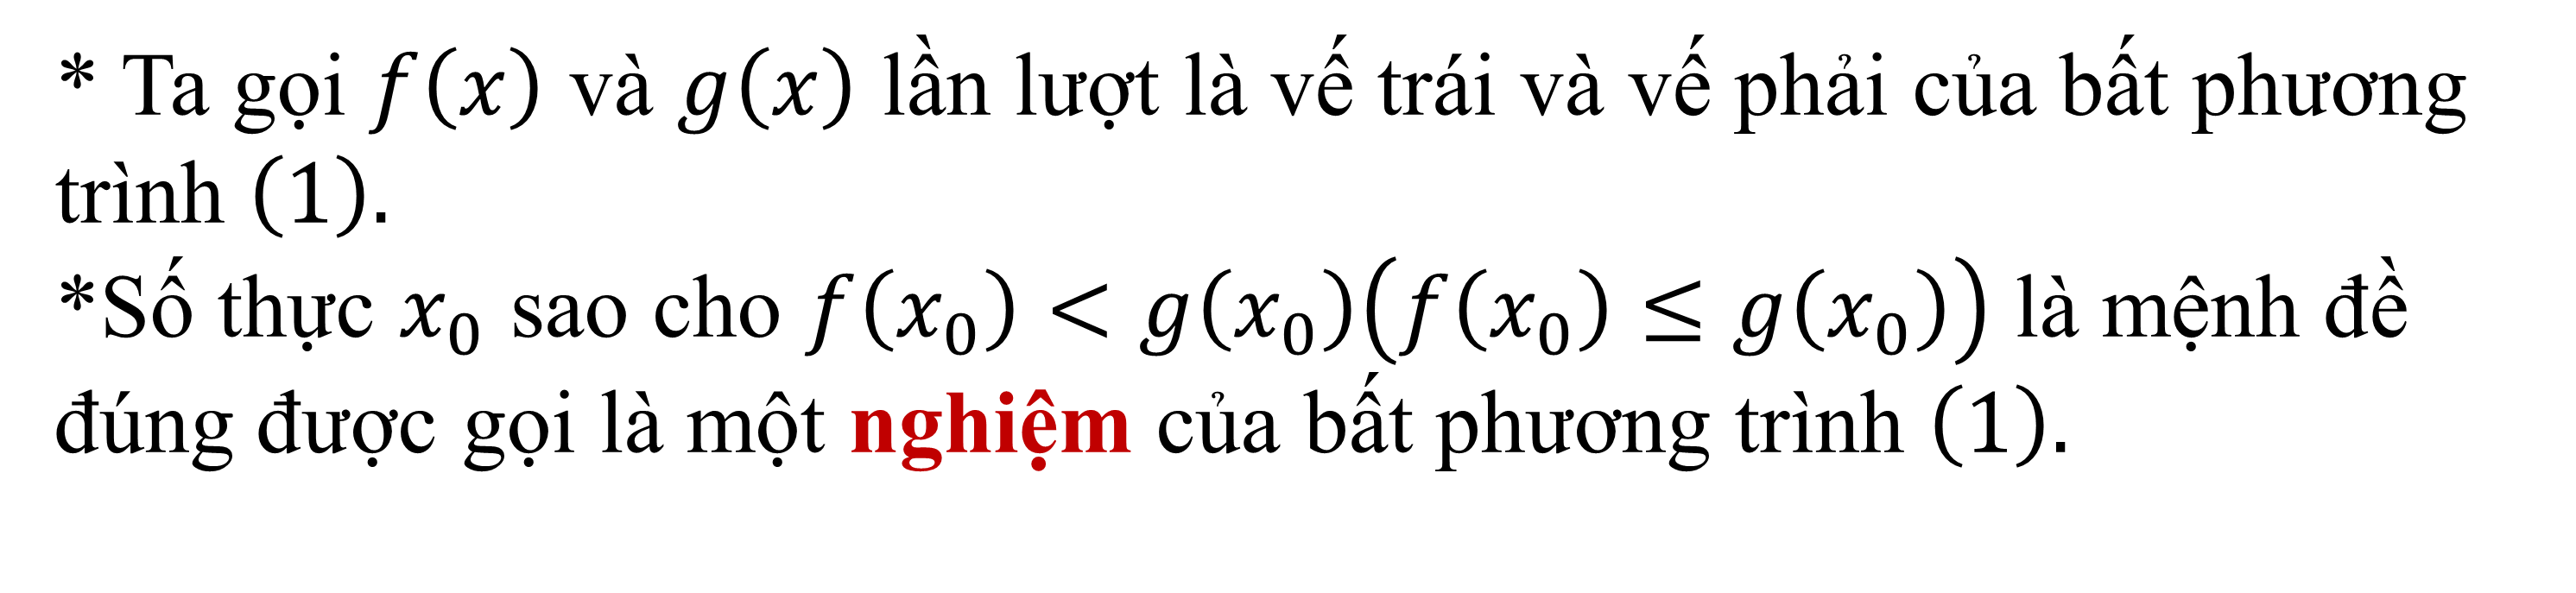 * Ta gọi f(x) và g(x) lần lượt là vế trái và vế phải của bất phương
trình (1).
*Số thực x₀ sao cho f(x₀) < g(x₀)(f(x₀) ≤ g(x₀)) là mệnh đề
đúng được gọi là một nghiệm của bất phương trình (1).